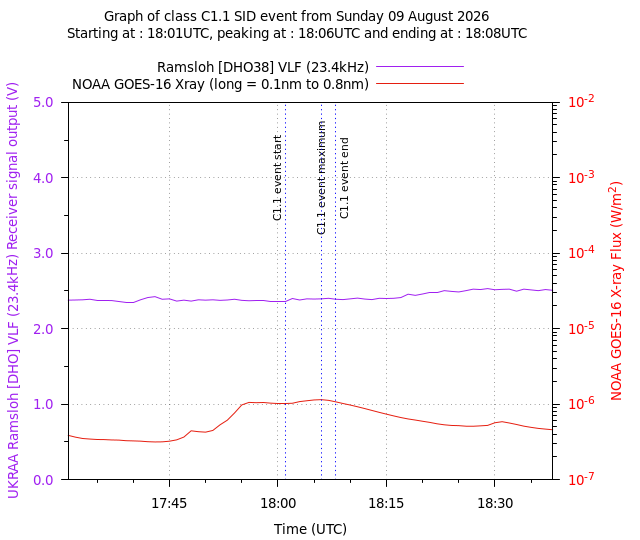 Graph of class C1.1 SID event from Sunday 09 August 2026
Starting at : 18:01UTC, peaking at : 18:06UTC and ending at : 18:08UTC
Ramsloh [DHO38] VLF (23.4kHz)
NOAA GOES-16 Xray (long = 0.1nm to 0.8nm)
UKRAA Ramsloh [DHO] VLF (23.4kHz) Receiver signal output (V)
5.0
4.0
3.0
2.0
1.0
0.0
C1.1 event start
C1.1 event maximum
C1.1 event end
10-2
10-3
10-4
10-5
10-6
10-7
NOAA GOES-16 X-ray Flux (W/m2)
17:45
18:00
18:15
18:30
Time (UTC)